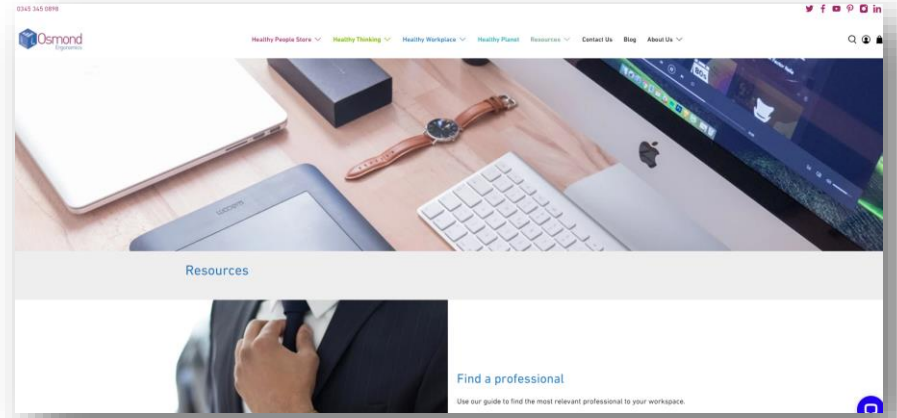 0345 345 0898
Osmond
Ergonomics
Healthy People Store Healthy Thinking Healthy Workplace Healthy Planet Resources Contact Us Blog About Us
wacom
Resources
Find a professional
Use our guide to find the most relevant professional to your workspace.